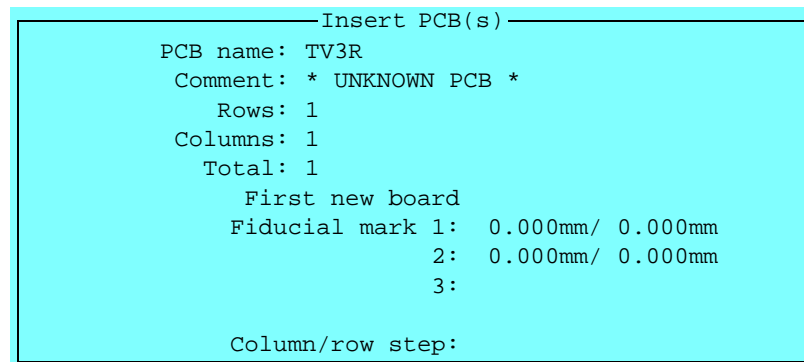 Insert PCB(s)
PCB name: TV3R
Comment: * UNKNOWN PCB *
Rows: 1
Columns: 1
Total: 1
First new board
Fiducial mark 1: 0.000mm/ 0.000mm
2: 0.000mm/ 0.000mm
3:
Column/row step: